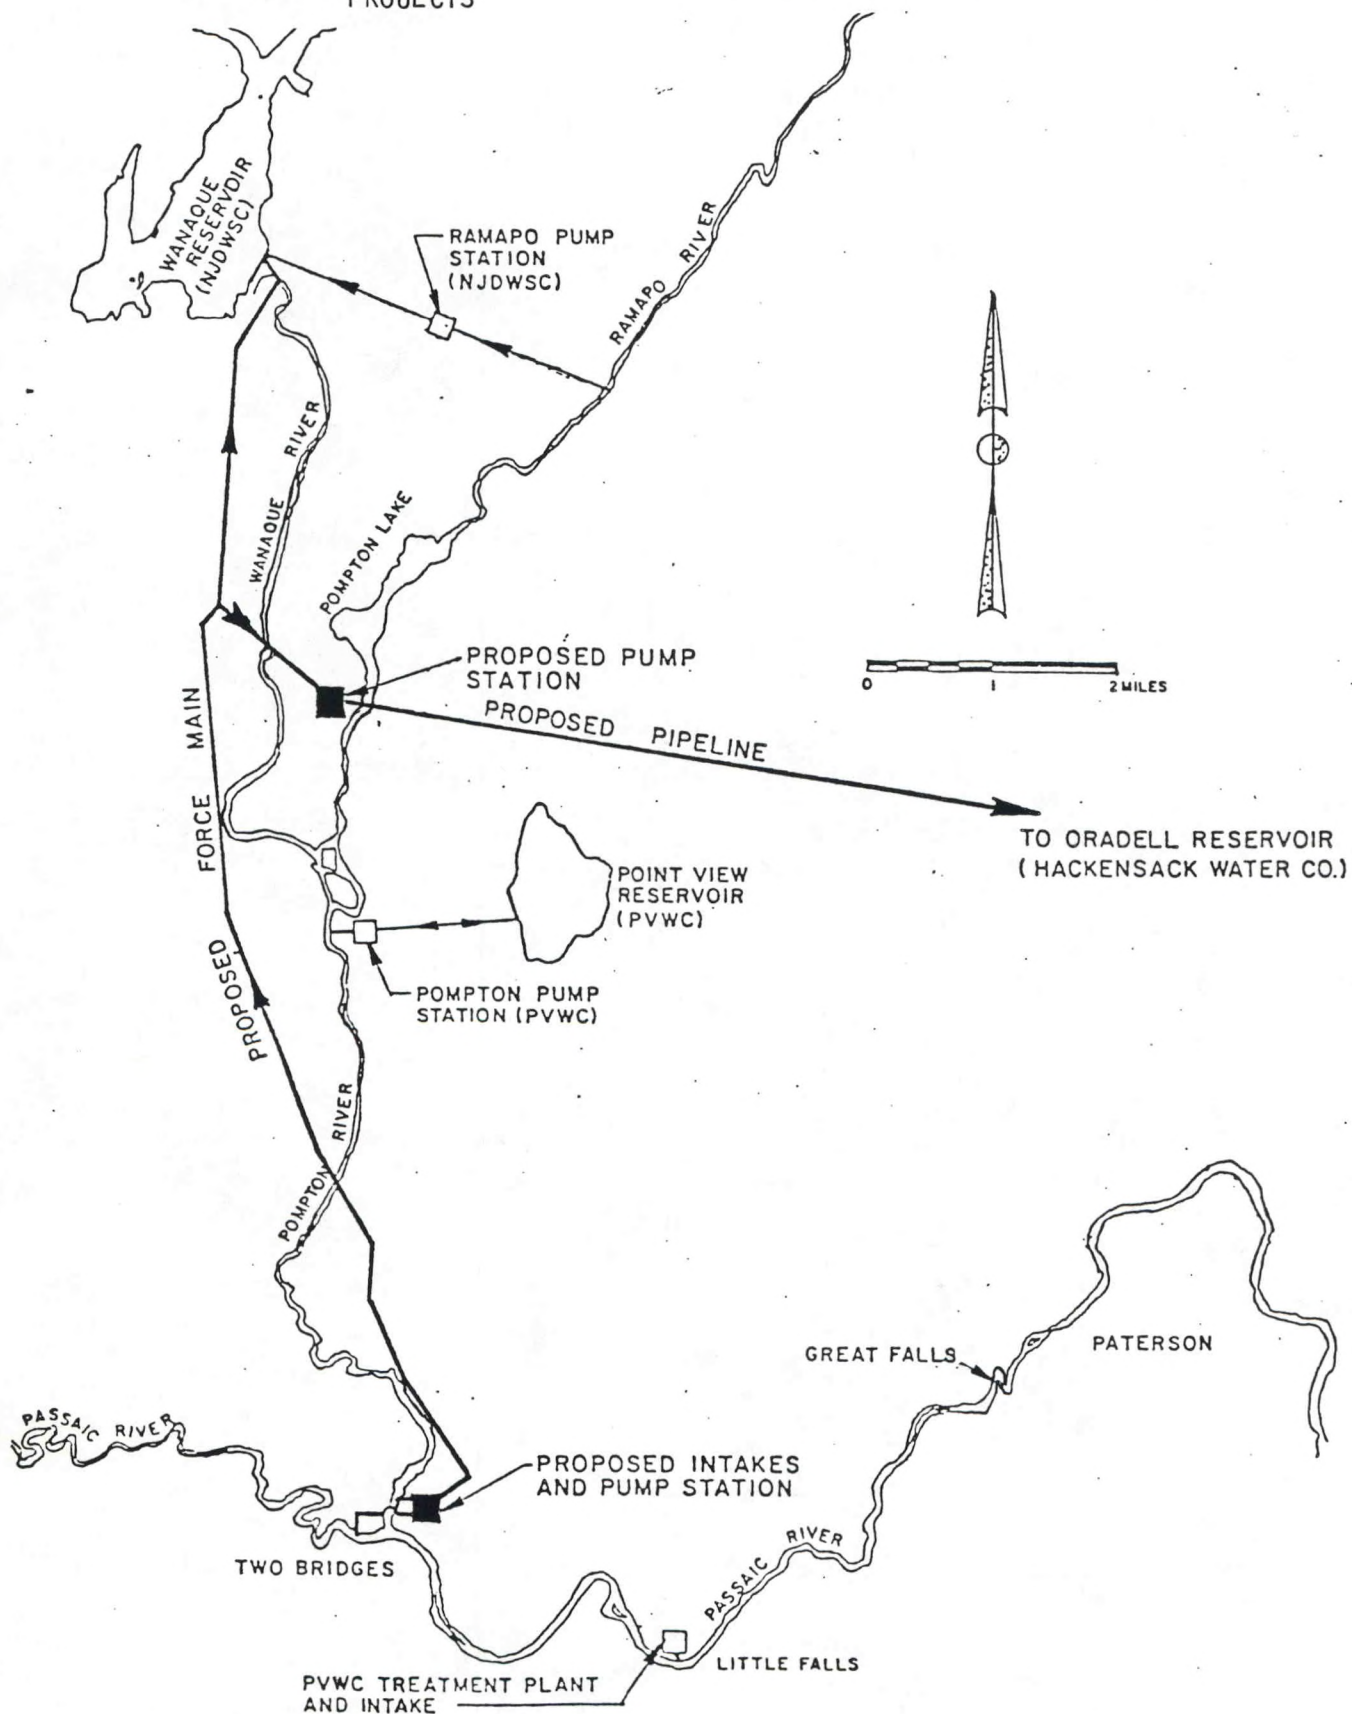 PROJECTS
WANAQUE
RESERVOIR
(NJDWSC)
RAMAPO PUMP
STATION
(NJDWSC)
RAMAPO RIVER
WANAQUE RIVER
POMPTON LAKE
PROPOSED PUMP
STATION
0 1 2 MILES
PROPOSED PIPELINE
TO ORADELL RESERVOIR
(HACKENSACK WATER CO.)
PROPOSED FORCE MAIN
POINT VIEW
RESERVOIR
(PVWC)
POMPTON PUMP
STATION (PVWC)
POMPTON RIVER
GREAT FALLS
PATERSON
PASSAIC RIVER
PROPOSED INTAKES
AND PUMP STATION
TWO BRIDGES
PASSAIC RIVER
LITTLE FALLS
PVWC TREATMENT PLANT
AND INTAKE